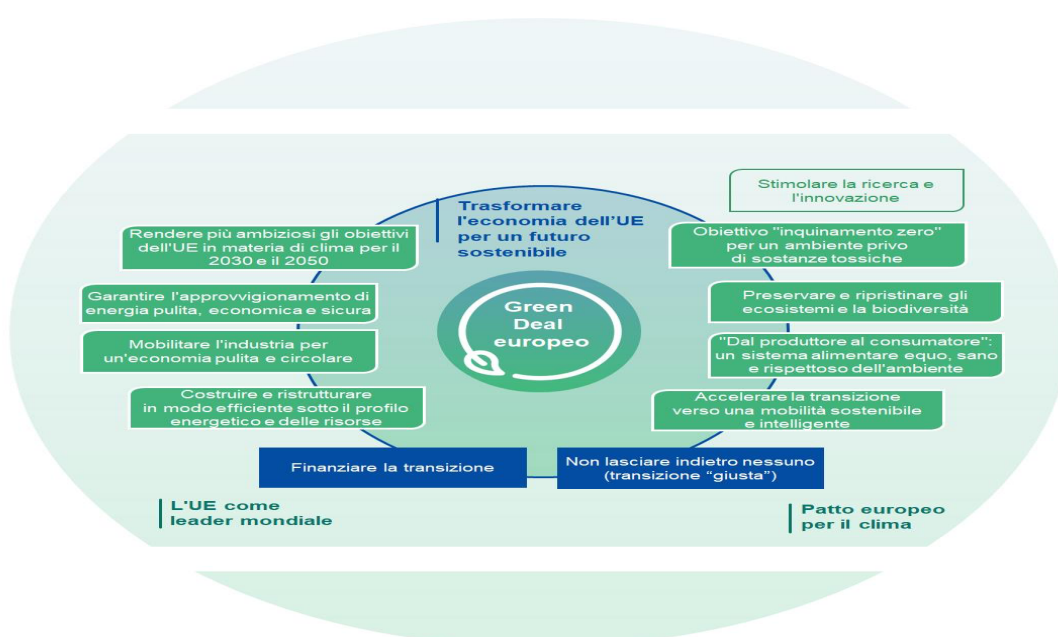 Trasformare
l'economia dell'UE
per un futuro
sostenibile
Stimolare la ricerca e
l'innovazione
Rendere più ambiziosi gli obiettivi
dell'UE in materia di clima per il
2030 e il 2050
Obiettivo "inquinamento zero"
per un ambiente privo
di sostanze tossiche
Garantire l'approvvigionamento di
energia pulita, economica e sicura
Green
Deal
europeo
Preservare e ripristinare gli
ecosistemi e la biodiversità
Mobilitare l'industria per
un'economia pulita e circolare
"Dal produttore al consumatore":
un sistema alimentare equo, sano
e rispettoso dell'ambiente
Costruire e ristrutturare
in modo efficiente sotto il profilo
energetico e delle risorse
Accelerare la transizione
verso una mobilità sostenibile
e intelligente
Finanziare la transizione
Non lasciare indietro nessuno
(transizione "giusta")
L'UE come
leader mondiale
Patto europeo
per il clima